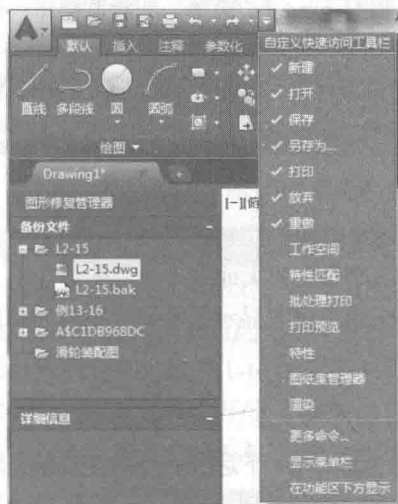 默认 插入 注释 参数化
直线 多段线 圆 圆弧
绘图
Drawing1*
图形修复管理器
备份文件
L2-15
L2-15.dwg
L2-15.bak
例13-16
A$C1DB968DC
滑轮装配图
详细信息
[-][俯
自定义快速访问工具栏
新建
打开
保存
另存为...
打印
放弃
重做
工作空间
特性匹配
批处理打印
打印预览
特性
图纸集管理器
渲染
更多命令...
显示菜单栏
在功能区下方显示